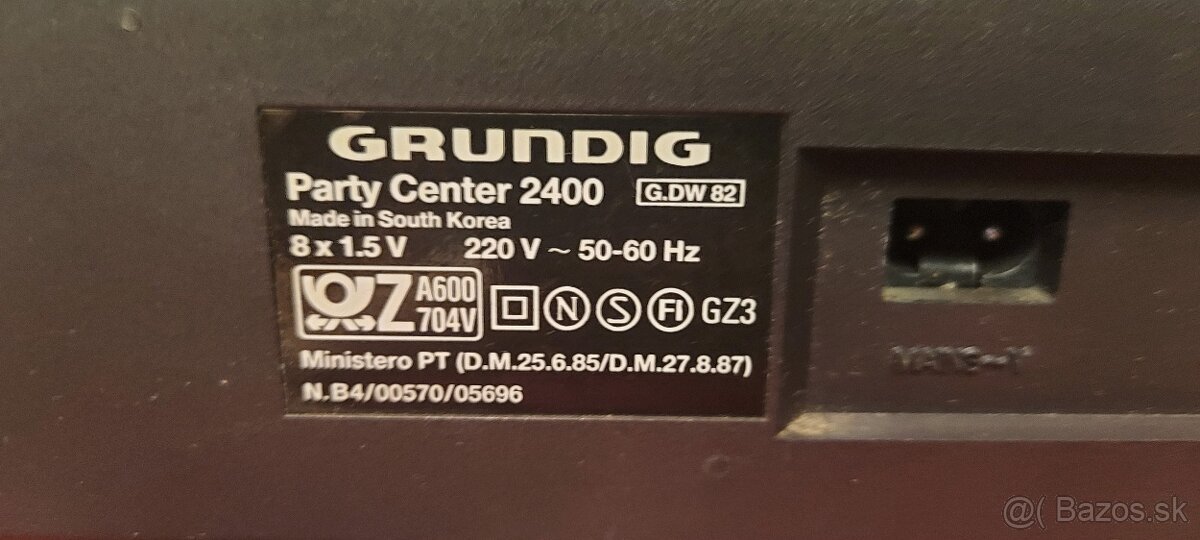 GRUNDIG
Party Center 2400 G.DW 82
Made in South Korea
8 x 1.5 V 220 V ~ 50-60 Hz
Z A600
704V
N S FI GZ3
Ministero PT (D.M.25.6.85/D.M.27.8.87)
N.B4/00570/05696
@( Bazos.sk